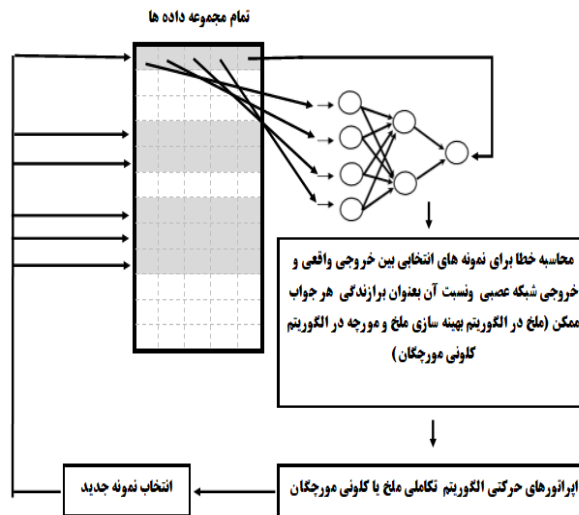 تمام مجموعه داده ها
محاسبه خطا برای نمونه های انتخابی بین خروجی واقعی و
خروجی شبکه عصبی ونسبت آن بعنوان برازندگی هر جواب
ممکن (ملخ در الگوریتم بهینه سازی ملخ و مورچه در الگوریتم
کلونی مورچگان)
اپراتورهای حرکتی الگوریتم تکاملی ملخ یا کلونی مورچگان
انتخاب نمونه جدید